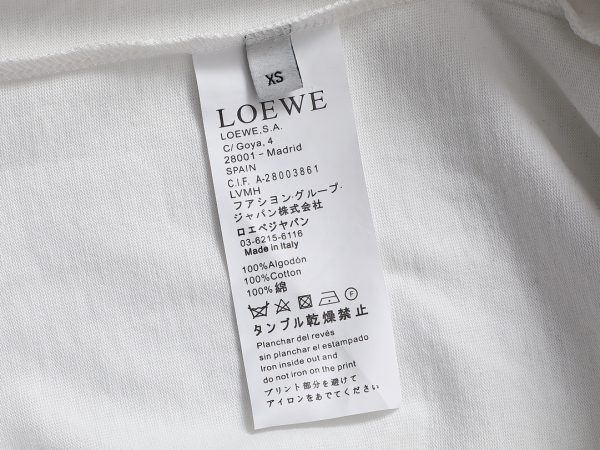 XS
LOEWE
LOEWE,S.A.
C/ Goya, 4
28001 - Madrid
SPAIN
C.I.F. A-28003861
LVMH
フアシヨン・グループ・
ジャパン株式会社
ロエベジャパン
03-6215-6116
Made in Italy
100%Algodón
100%Cotton
100%綿
F
タンブル乾燥禁止
Planchar del revés
sin planchar el estampado
Iron inside out and
do not iron on the print
プリント部分を避けて
アイロンをあでてください